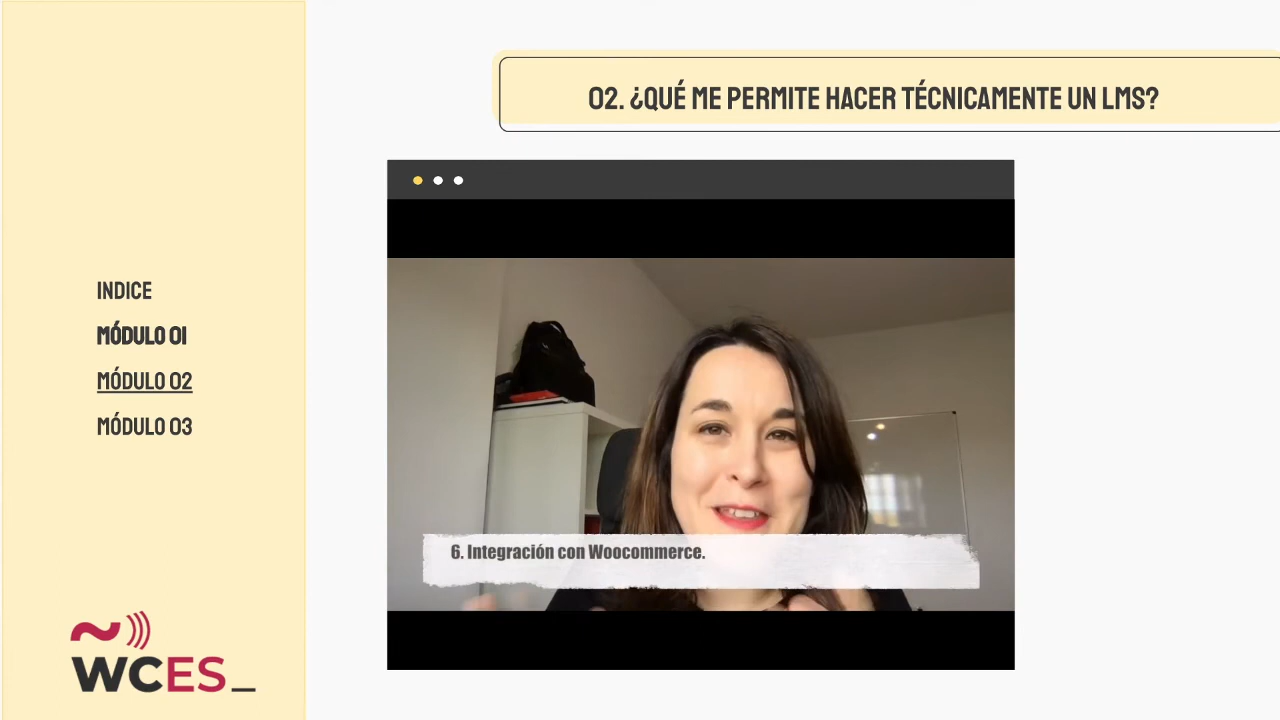 02. ¿QUÉ ME PERMITE HACER TÉCNICAMENTE UN LMS?
INDICE
MÓDULO 01
MÓDULO 02
MÓDULO 03
6. Integración con Woocommerce.
WCES_